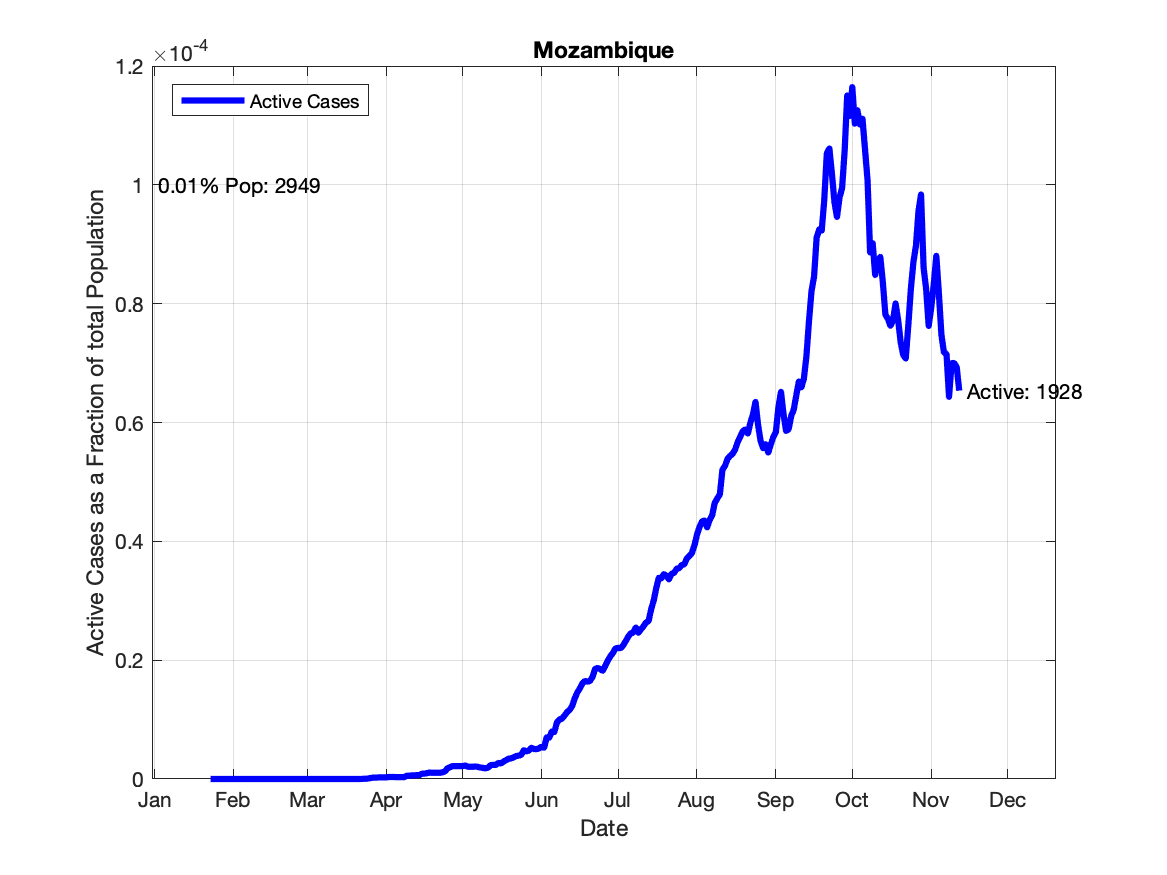 Mozambique
×10-4
1.2
1
0.8
0.6
0.4
0.2
0
Active Cases as a Fraction of total Population
Active Cases
0.01% Pop: 2949
Active: 1928
Jan Feb Mar Apr May Jun Jul Aug Sep Oct Nov Dec
Date